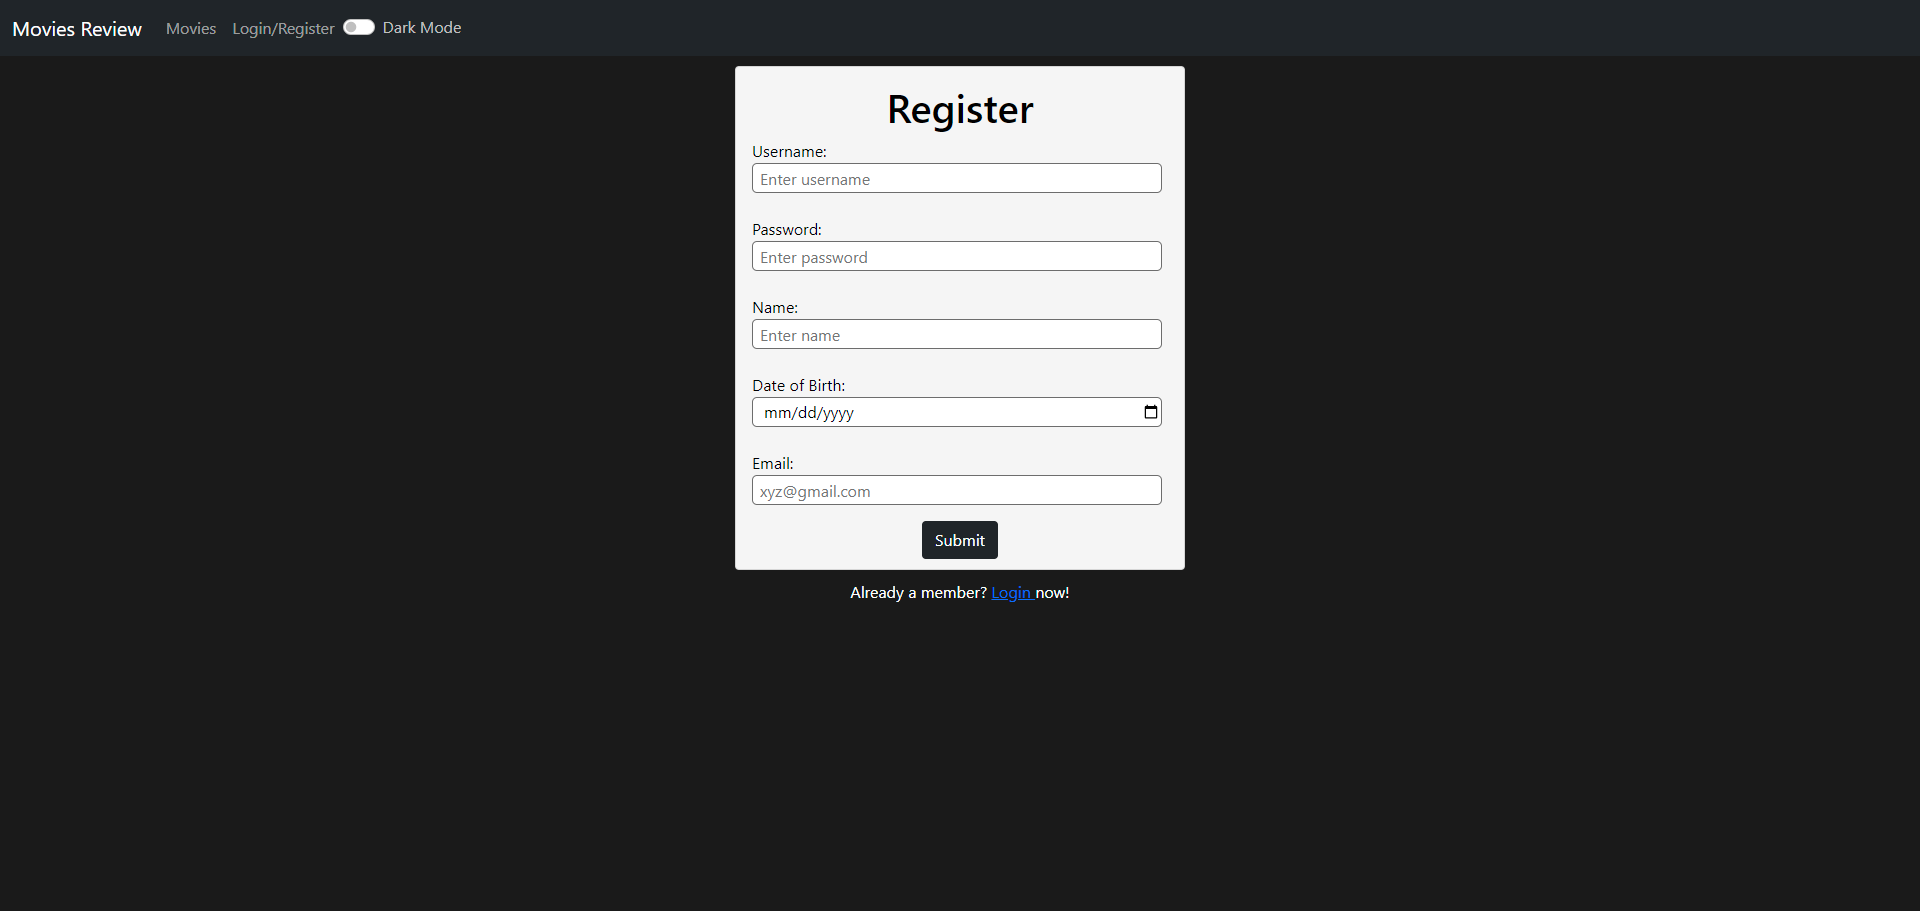 Movies Review Movies Login/Register Dark Mode
Register
Username:
Enter username
Password:
Enter password
Name:
Enter name
Date of Birth:
mm/dd/yyyy
Email:
xyz@gmail.com
Submit
Already a member? Login now!